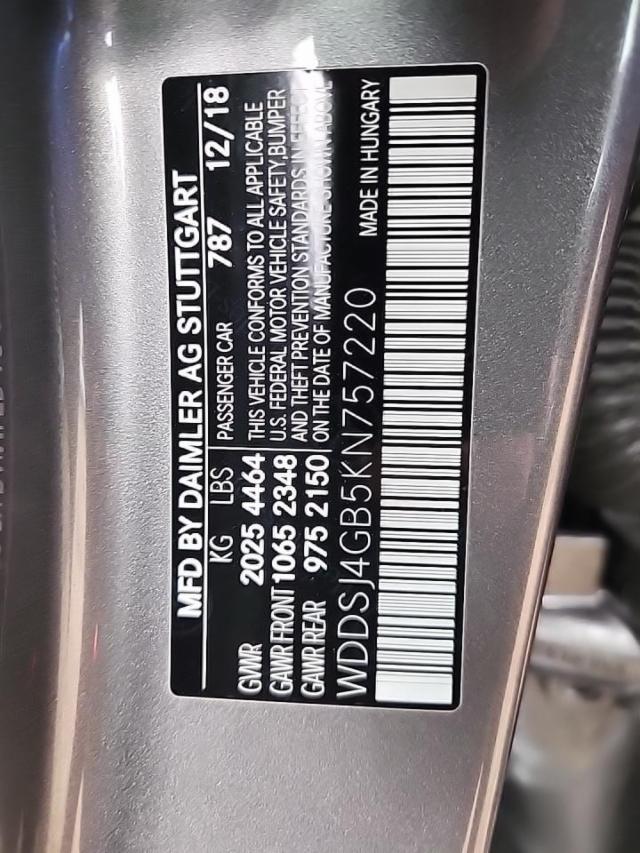 MFD BY DAIMLER AG STUTTGART
KG LBS PASSENGER CAR 787 12/18
GWR 2025 4464 THIS VEHICLE CONFORMS TO ALL APPLICABLE
GAWR FRONT 1065 2348 U.S. FEDERAL MOTOR VEHICLE SAFETY, BUMPER
GAWR REAR 975 2150 AND THEFT PREVENTION STANDARDS IN EFFECT
ON THE DATE OF MANUFACTURE SHOWN ABOVE
WDDSJ4GB5KN757220 MADE IN HUNGARY